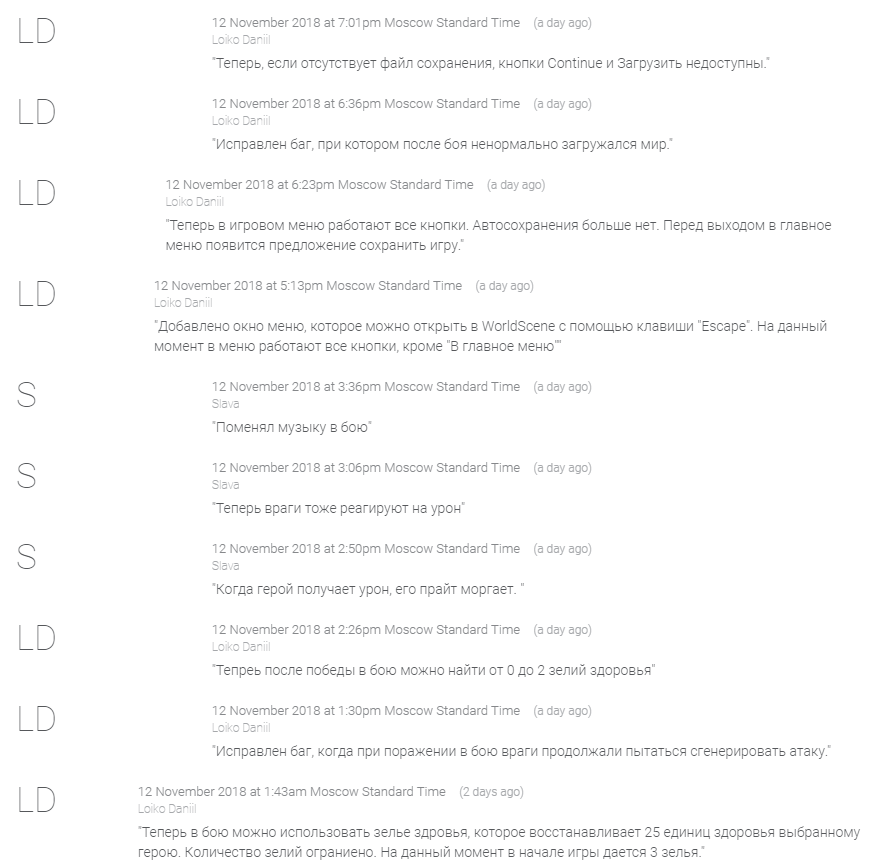 LD
12 November 2018 at 7:01pm Moscow Standard Time (a day ago)
Loiko Daniil
"Теперь, если отсутствует файл сохранения, кнопки Continue и Загрузить недоступны."
LD
12 November 2018 at 6:36pm Moscow Standard Time (a day ago)
Loiko Daniil
"Исправлен баг, при котором после боя ненормально загружался мир."
LD
12 November 2018 at 6:23pm Moscow Standard Time (a day ago)
Loiko Daniil
"Теперь в игровом меню работают все кнопки. Автосохранения больше нет. Перед выходом в главное
меню появится предложение сохранить игру."
LD
12 November 2018 at 5:13pm Moscow Standard Time (a day ago)
Loiko Daniil
"Добавлено окно меню, которое можно открыть в WorldScene с помощью клавиши "Escape". На данный
момент в меню работают все кнопки, кроме "В главное меню""
S
12 November 2018 at 3:36pm Moscow Standard Time (a day ago)
Slava
"Поменял музыку в бою"
S
12 November 2018 at 3:06pm Moscow Standard Time (a day ago)
Slava
"Теперь враги тоже реагируют на урон"
S
12 November 2018 at 2:50pm Moscow Standard Time (a day ago)
Slava
"Когда герой получает урон, его прайт моргает. "
LD
12 November 2018 at 2:26pm Moscow Standard Time (a day ago)
Loiko Daniil
"Тепреь после победы в бою можно найти от 0 до 2 зелий здоровья"
LD
12 November 2018 at 1:30pm Moscow Standard Time (a day ago)
Loiko Daniil
"Исправлен баг, когда при поражении в бою враги продолжали пытаться сгенерировать атаку."
LD
12 November 2018 at 1:43am Moscow Standard Time (2 days ago)
Loiko Daniil
"Теперь в бою можно использовать зелье здровья, которое восстанавливает 25 единиц здоровья выбранному
герою. Количество зелий ограниено. На данный момент в начале игры дается 3 зелья."